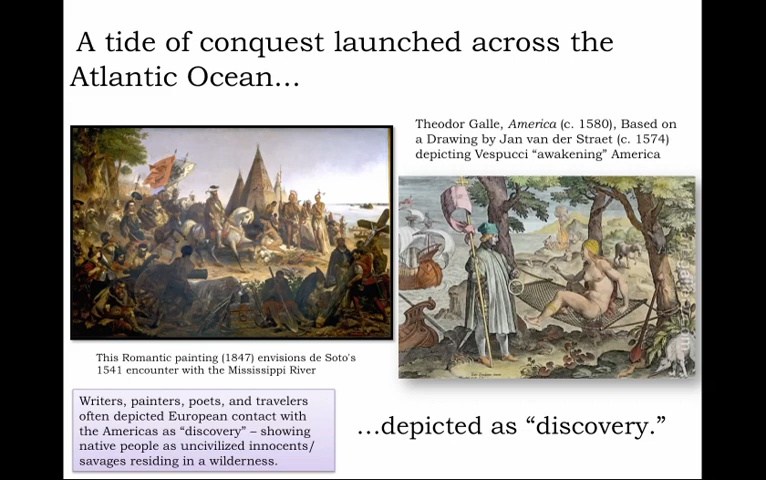 A tide of conquest launched across the
Atlantic Ocean…
Theodor Galle, America (c. 1580), Based on
a Drawing by Jan van der Straet (c. 1574)
depicting Vespucci “awakening” America
This Romantic painting (1847) envisions de Soto's
1541 encounter with the Mississippi River
Writers, painters, poets, and travelers
often depicted European contact with
the Americas as “discovery” – showing
native people as uncivilized innocents/
savages residing in a wilderness.
…depicted as “discovery.”